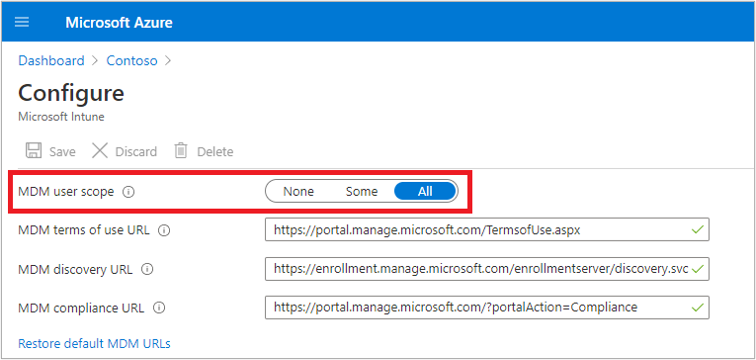 Microsoft Azure
Dashboard > Contoso >
Configure
Microsoft Intune
Save Discard Delete
MDM user scope None Some All
MDM terms of use URL https://portal.manage.microsoft.com/TermsofUse.aspx
MDM discovery URL https://enrollment.manage.microsoft.com/enrollmentserver/discovery.svc
MDM compliance URL https://portal.manage.microsoft.com/?portalAction=Compliance
Restore default MDM URLs